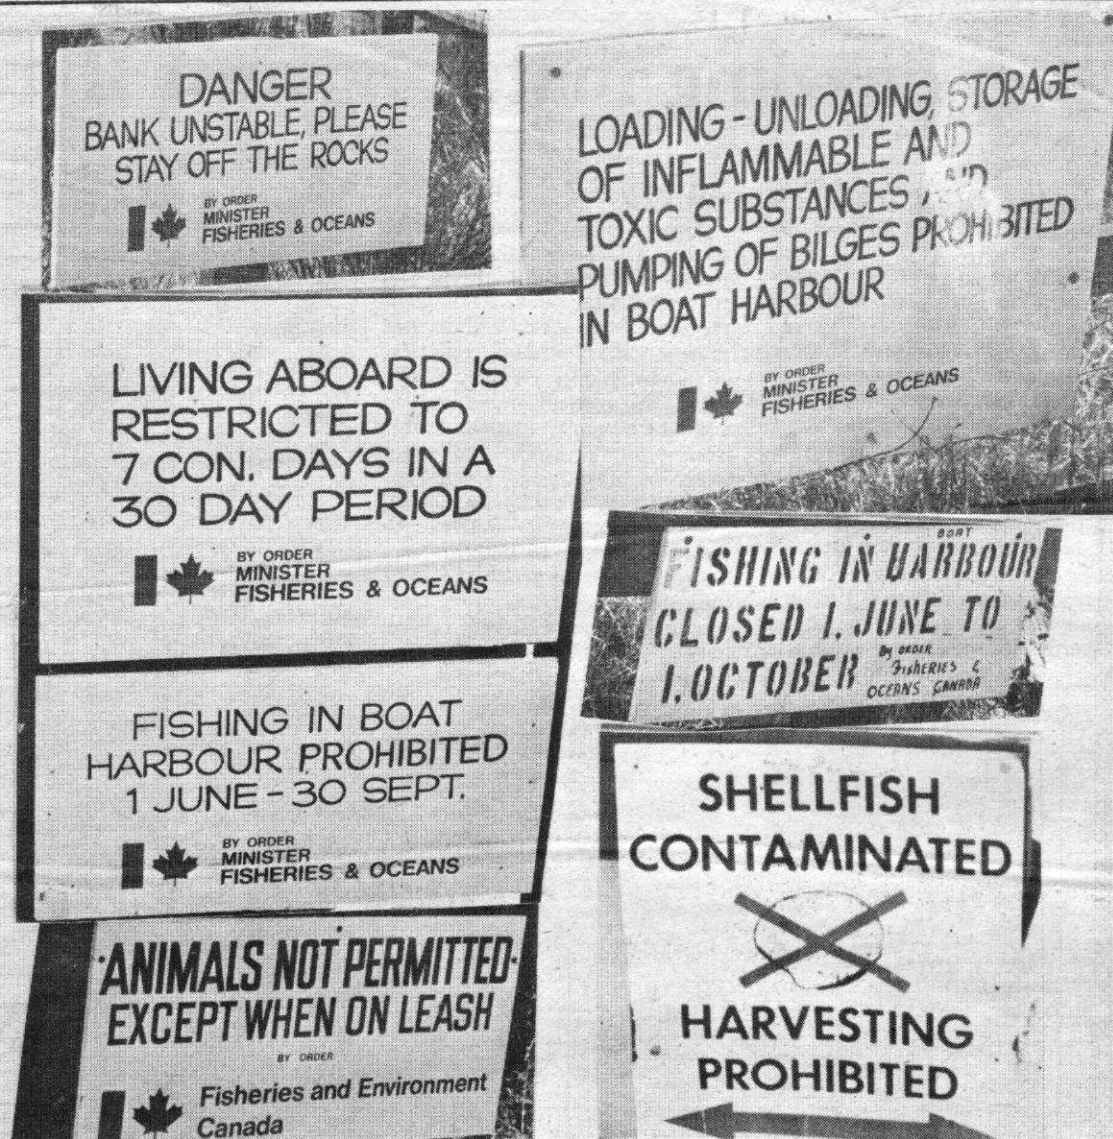 DANGER
BANK UNSTABLE, PLEASE
STAY OFF THE ROCKS
BY ORDER
MINISTER
FISHERIES & OCEANS
LOADING - UNLOADING, STORAGE
OF INFLAMMABLE AND
TOXIC SUBSTANCES AND
PUMPING OF BILGES PROHIBITED
IN BOAT HARBOUR
BY ORDER
MINISTER
FISHERIES & OCEANS
LIVING ABOARD IS
RESTRICTED TO
7 CON. DAYS IN A
30 DAY PERIOD
BY ORDER
MINISTER
FISHERIES & OCEANS
BOAT
FISHING IN HARBOUR
CLOSED 1. JUNE TO
1. OCTOBER
By ORDER
FISHERIES &
OCEANS CANADA
FISHING IN BOAT
HARBOUR PROHIBITED
1 JUNE - 30 SEPT.
BY ORDER
MINISTER
FISHERIES & OCEANS
SHELLFISH
CONTAMINATED
HARVESTING
PROHIBITED
ANIMALS NOT PERMITTED
EXCEPT WHEN ON LEASH
BY ORDER
Fisheries and Environment
Canada